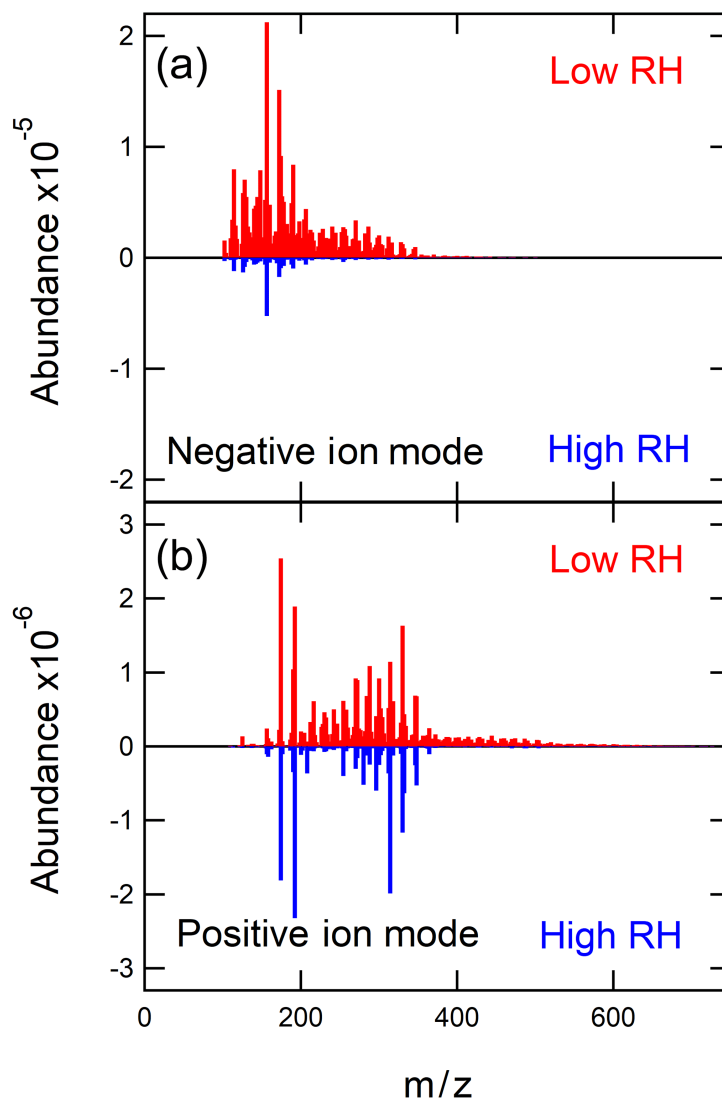 (a)
Low RH
2
1
0
-1
-2
Abundance x10⁻⁵
Negative ion mode
High RH
(b)
Low RH
3
2
1
0
-1
-2
-3
Abundance x10⁻⁶
Positive ion mode
High RH
0
200
400
600
m/z